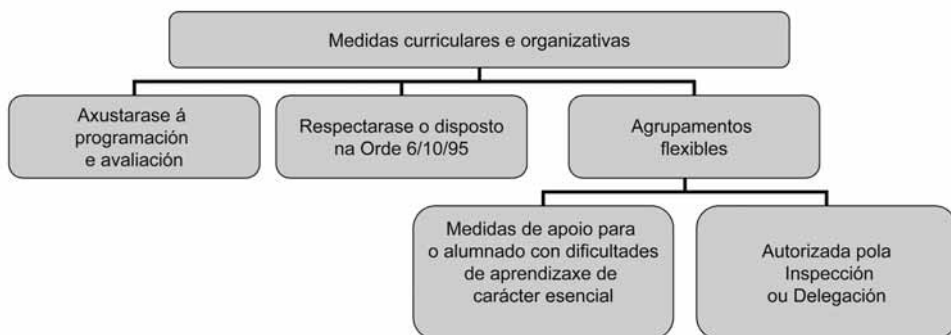 Medidas curriculares e organizativas
Axustarase á
programación
e avaliación
Respectarase o disposto
na Orde 6/10/95
Agrupamentos
flexibles
Medidas de apoio para
o alumnado con dificultades
de aprendizaxe de
carácter esencial
Autorizada pola
Inspección
ou Delegación